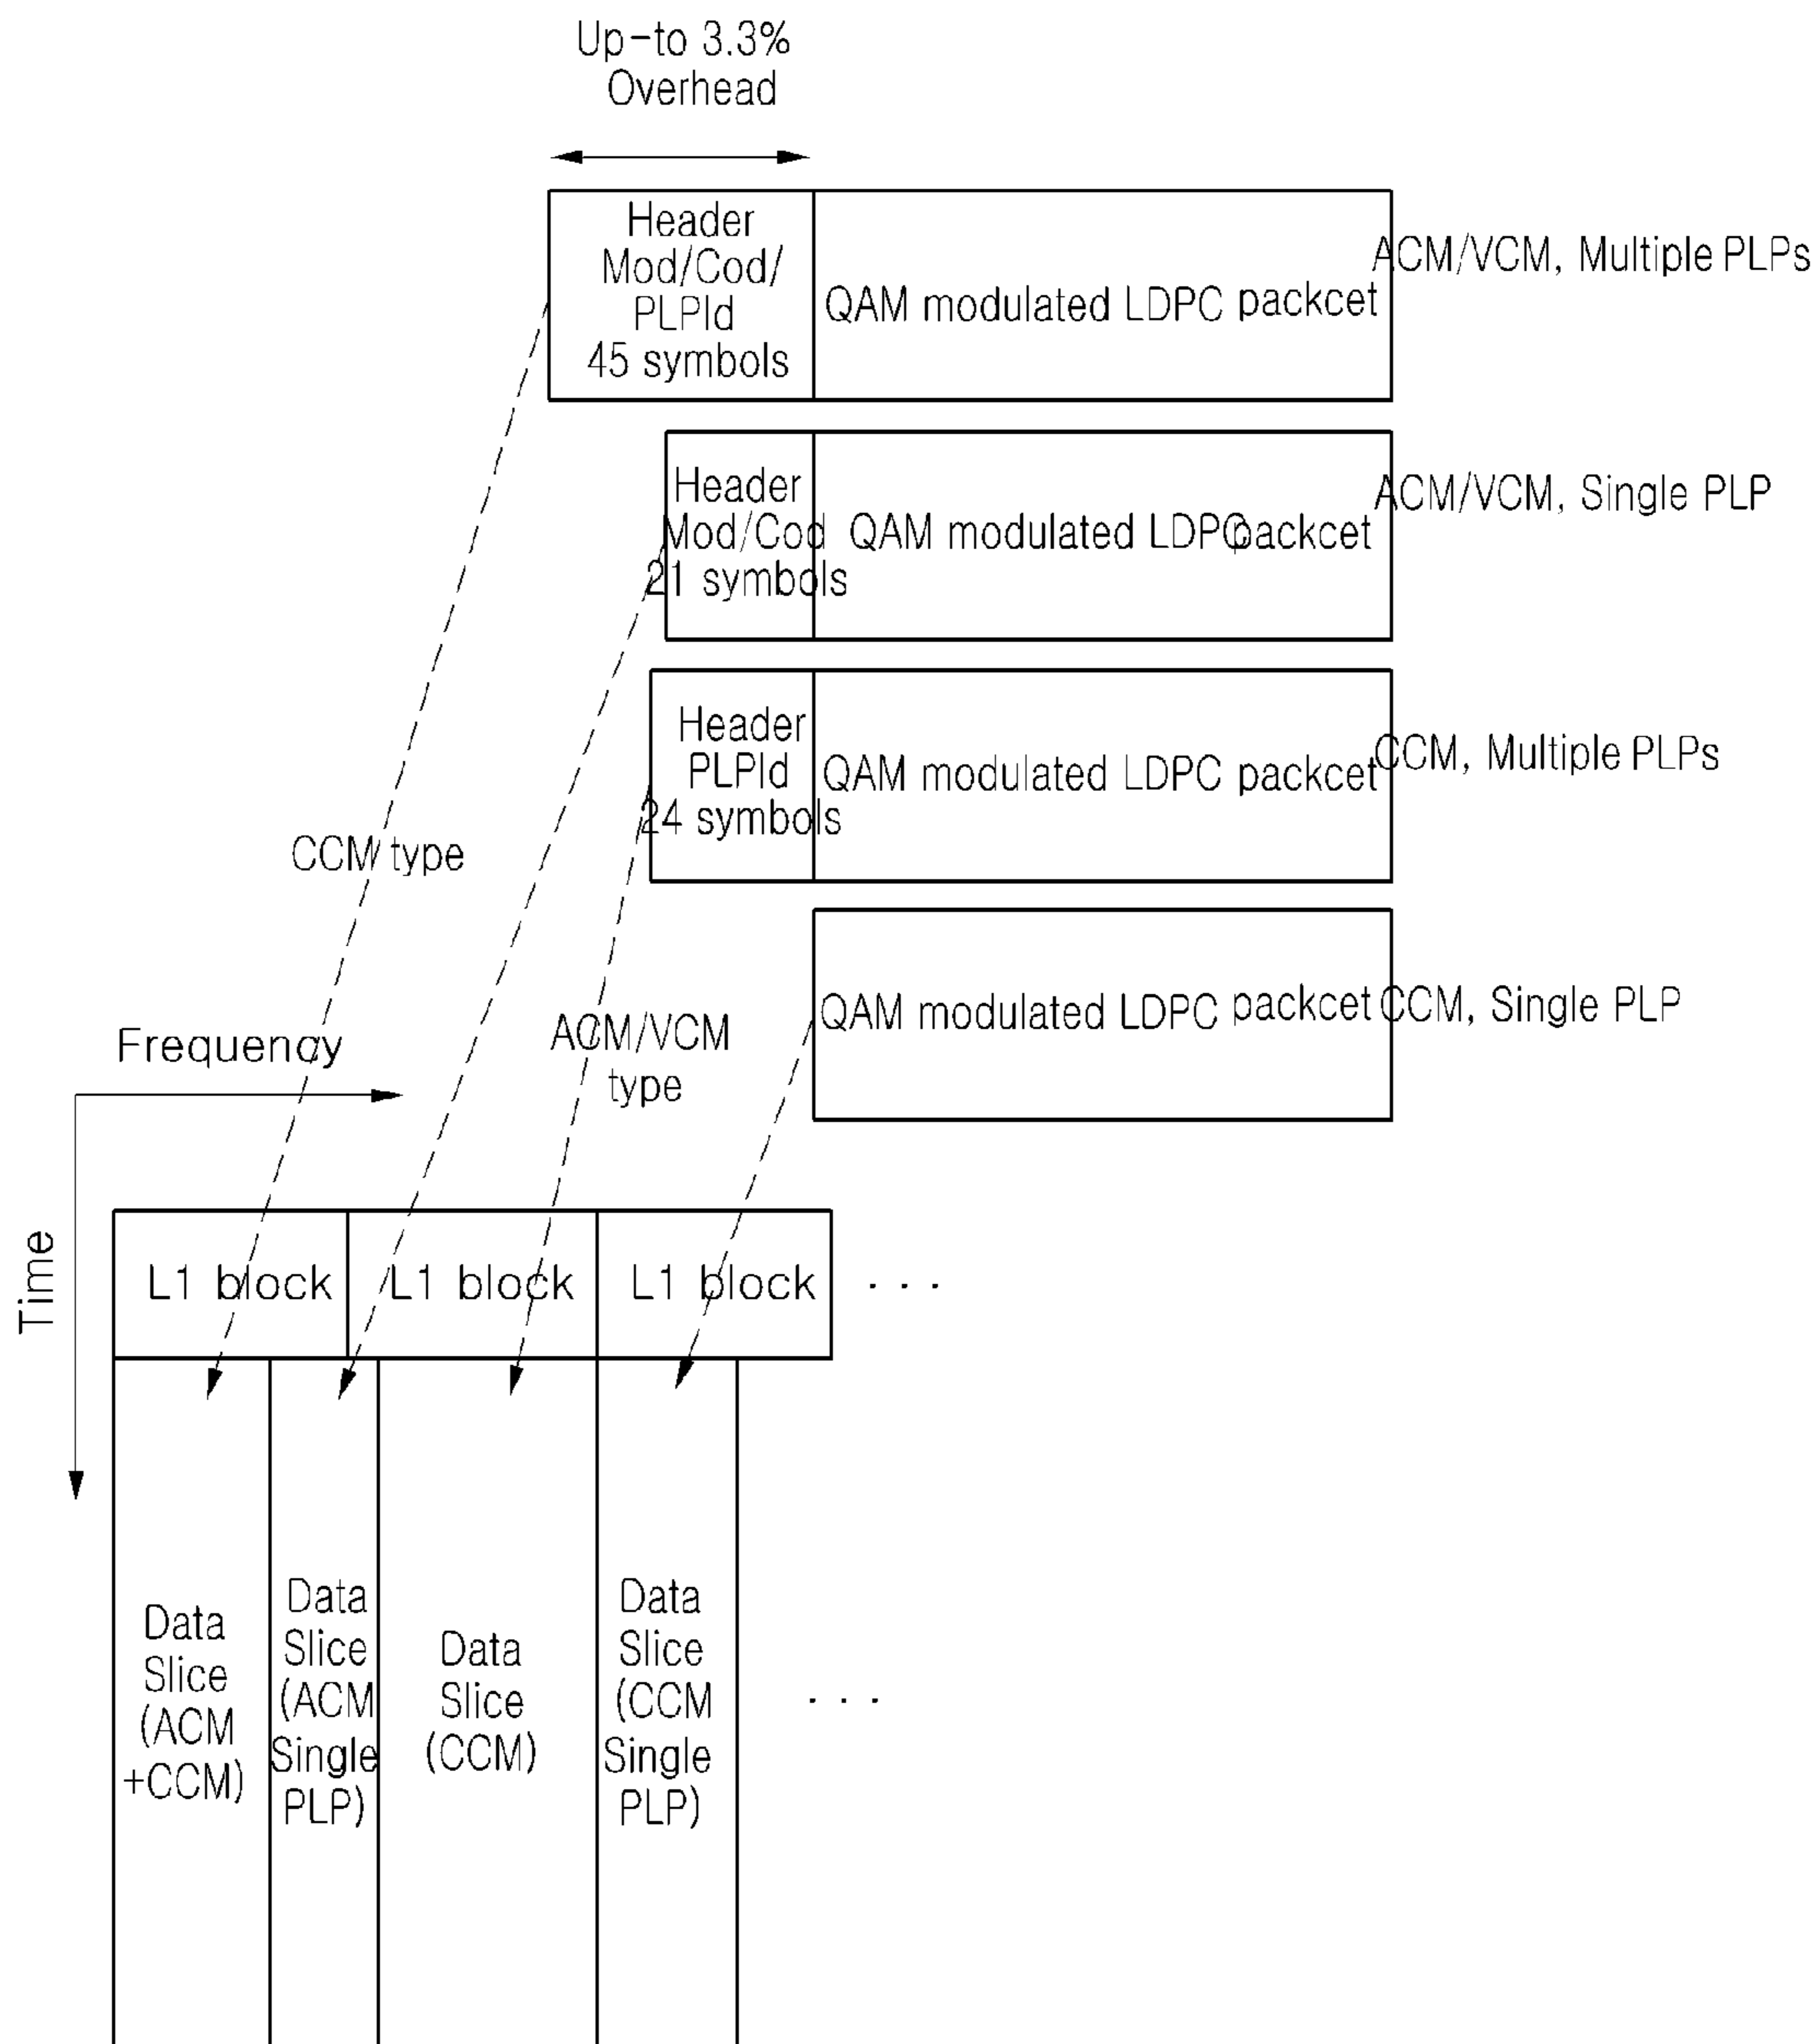 Up-to 3.3%
Overhead
Header
Mod/Cod/
PLPId
45 symbols
QAM modulated LDPC packcet
ACM/VCM, Multiple PLPs
Header
Mod/Cod
21 symbols
QAM modulated LDPC packcet
ACM/VCM, Single PLP
Header
PLPId
24 symbols
QAM modulated LDPC packcet
CCM, Multiple PLPs
CCM type
QAM modulated LDPC packcet
CCM, Single PLP
ACM/VCM
type
Frequency
Time
L1 block
L1 block
L1 block
. . .
Data
Slice
(ACM
+CCM)
Data
Slice
(ACM
Single
PLP)
Data
Slice
(CCM)
Data
Slice
(CCM
Single
PLP)
. . .